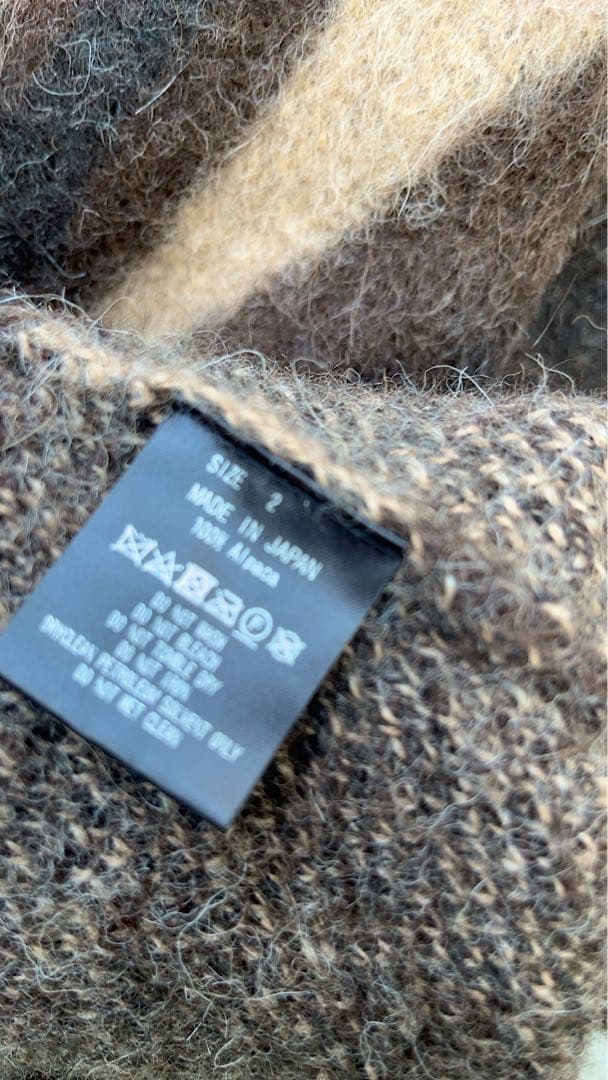 SIZE 2
MADE IN JAPAN
100% Alpaca
DO NOT WASH
DO NOT BLEACH
DO NOT TUMBLE DRY
DO NOT IRON
DRYCLEAN PETROLEUM SOLVENT ONLY
DO NOT WET CLEAN